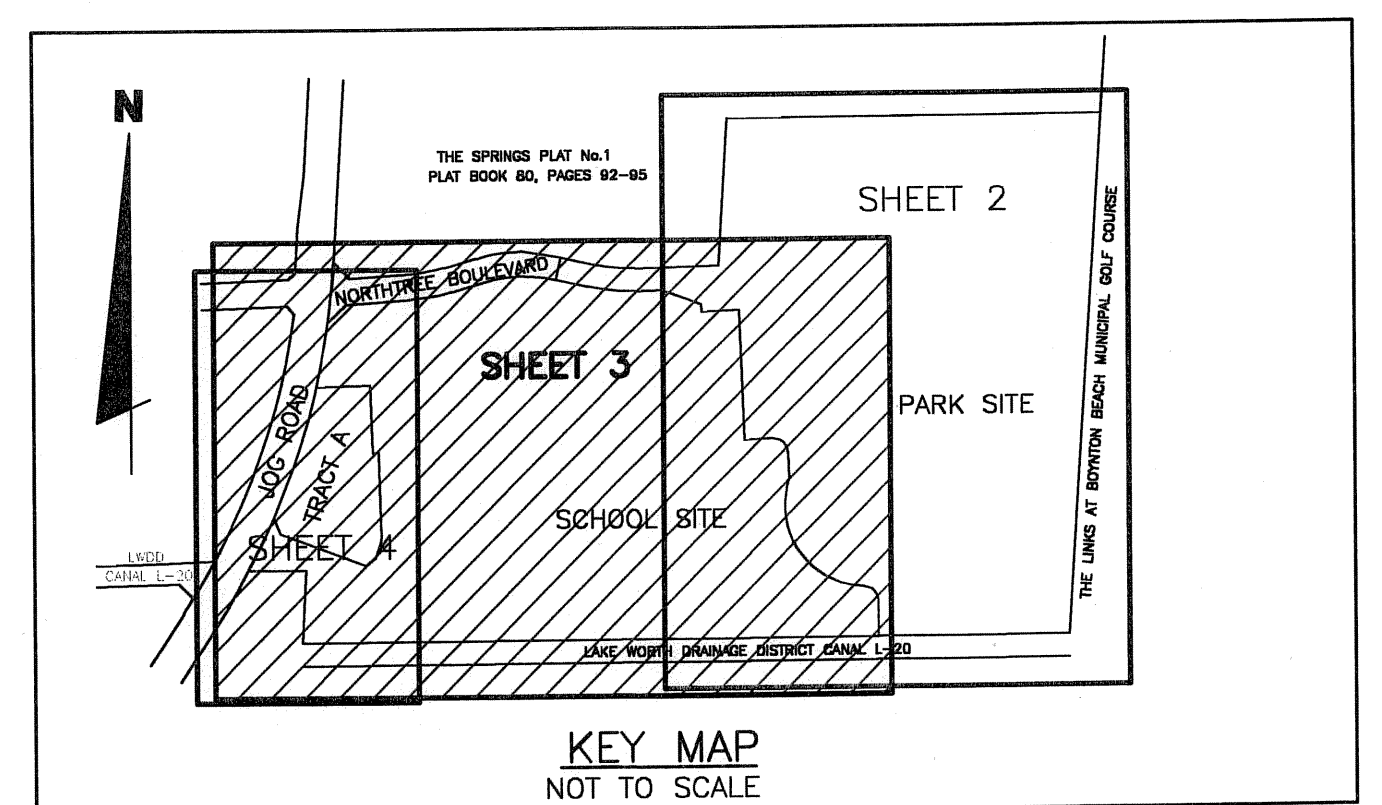 N
THE SPRINGS PLAT No.1
PLAT BOOK 80, PAGES 92-95
SHEET 2
NORTHTREE BOULEVARD
SHEET 3
THE LINKS AT BOYNTON BEACH MUNICIPAL GOLF COURSE
PARK SITE
JOG ROAD
TRACT A
SCHOOL SITE
SHEET 4
LWDD
CANAL L-20
LAKE WORTH DRAINAGE DISTRICT CANAL L-20
KEY MAP
NOT TO SCALE